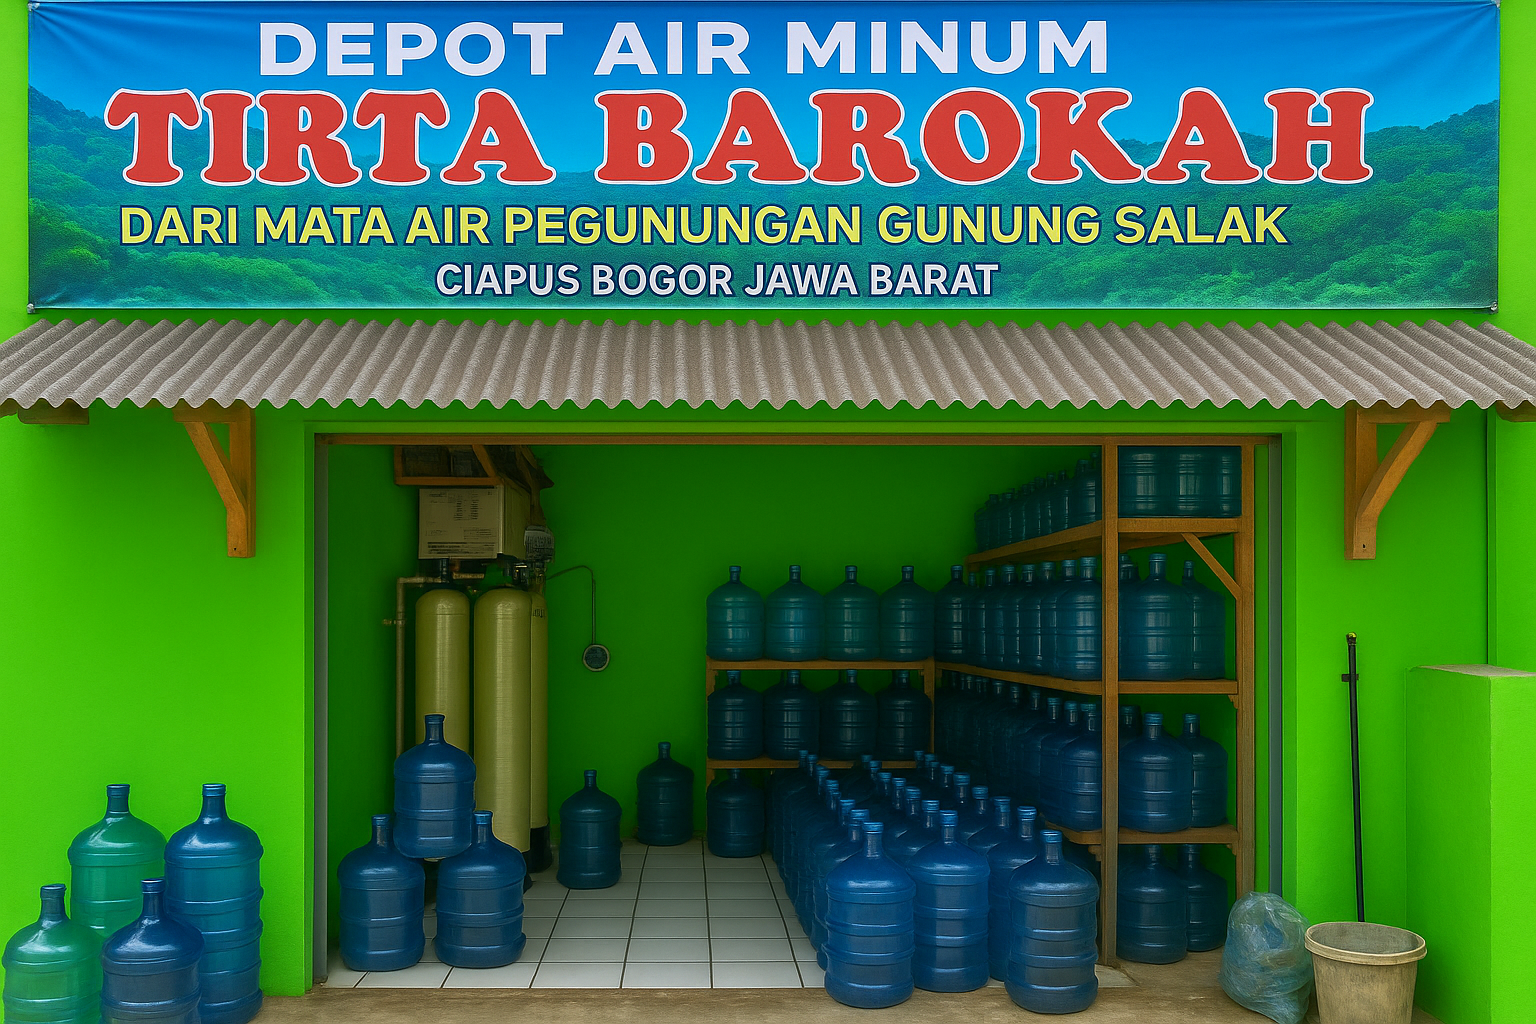 DEPOT AIR MINUM
TIRTA BAROKAH
DARI MATA AIR PEGUNUNGAN GUNUNG SALAK
CIAPUS BOGOR JAWA BARAT